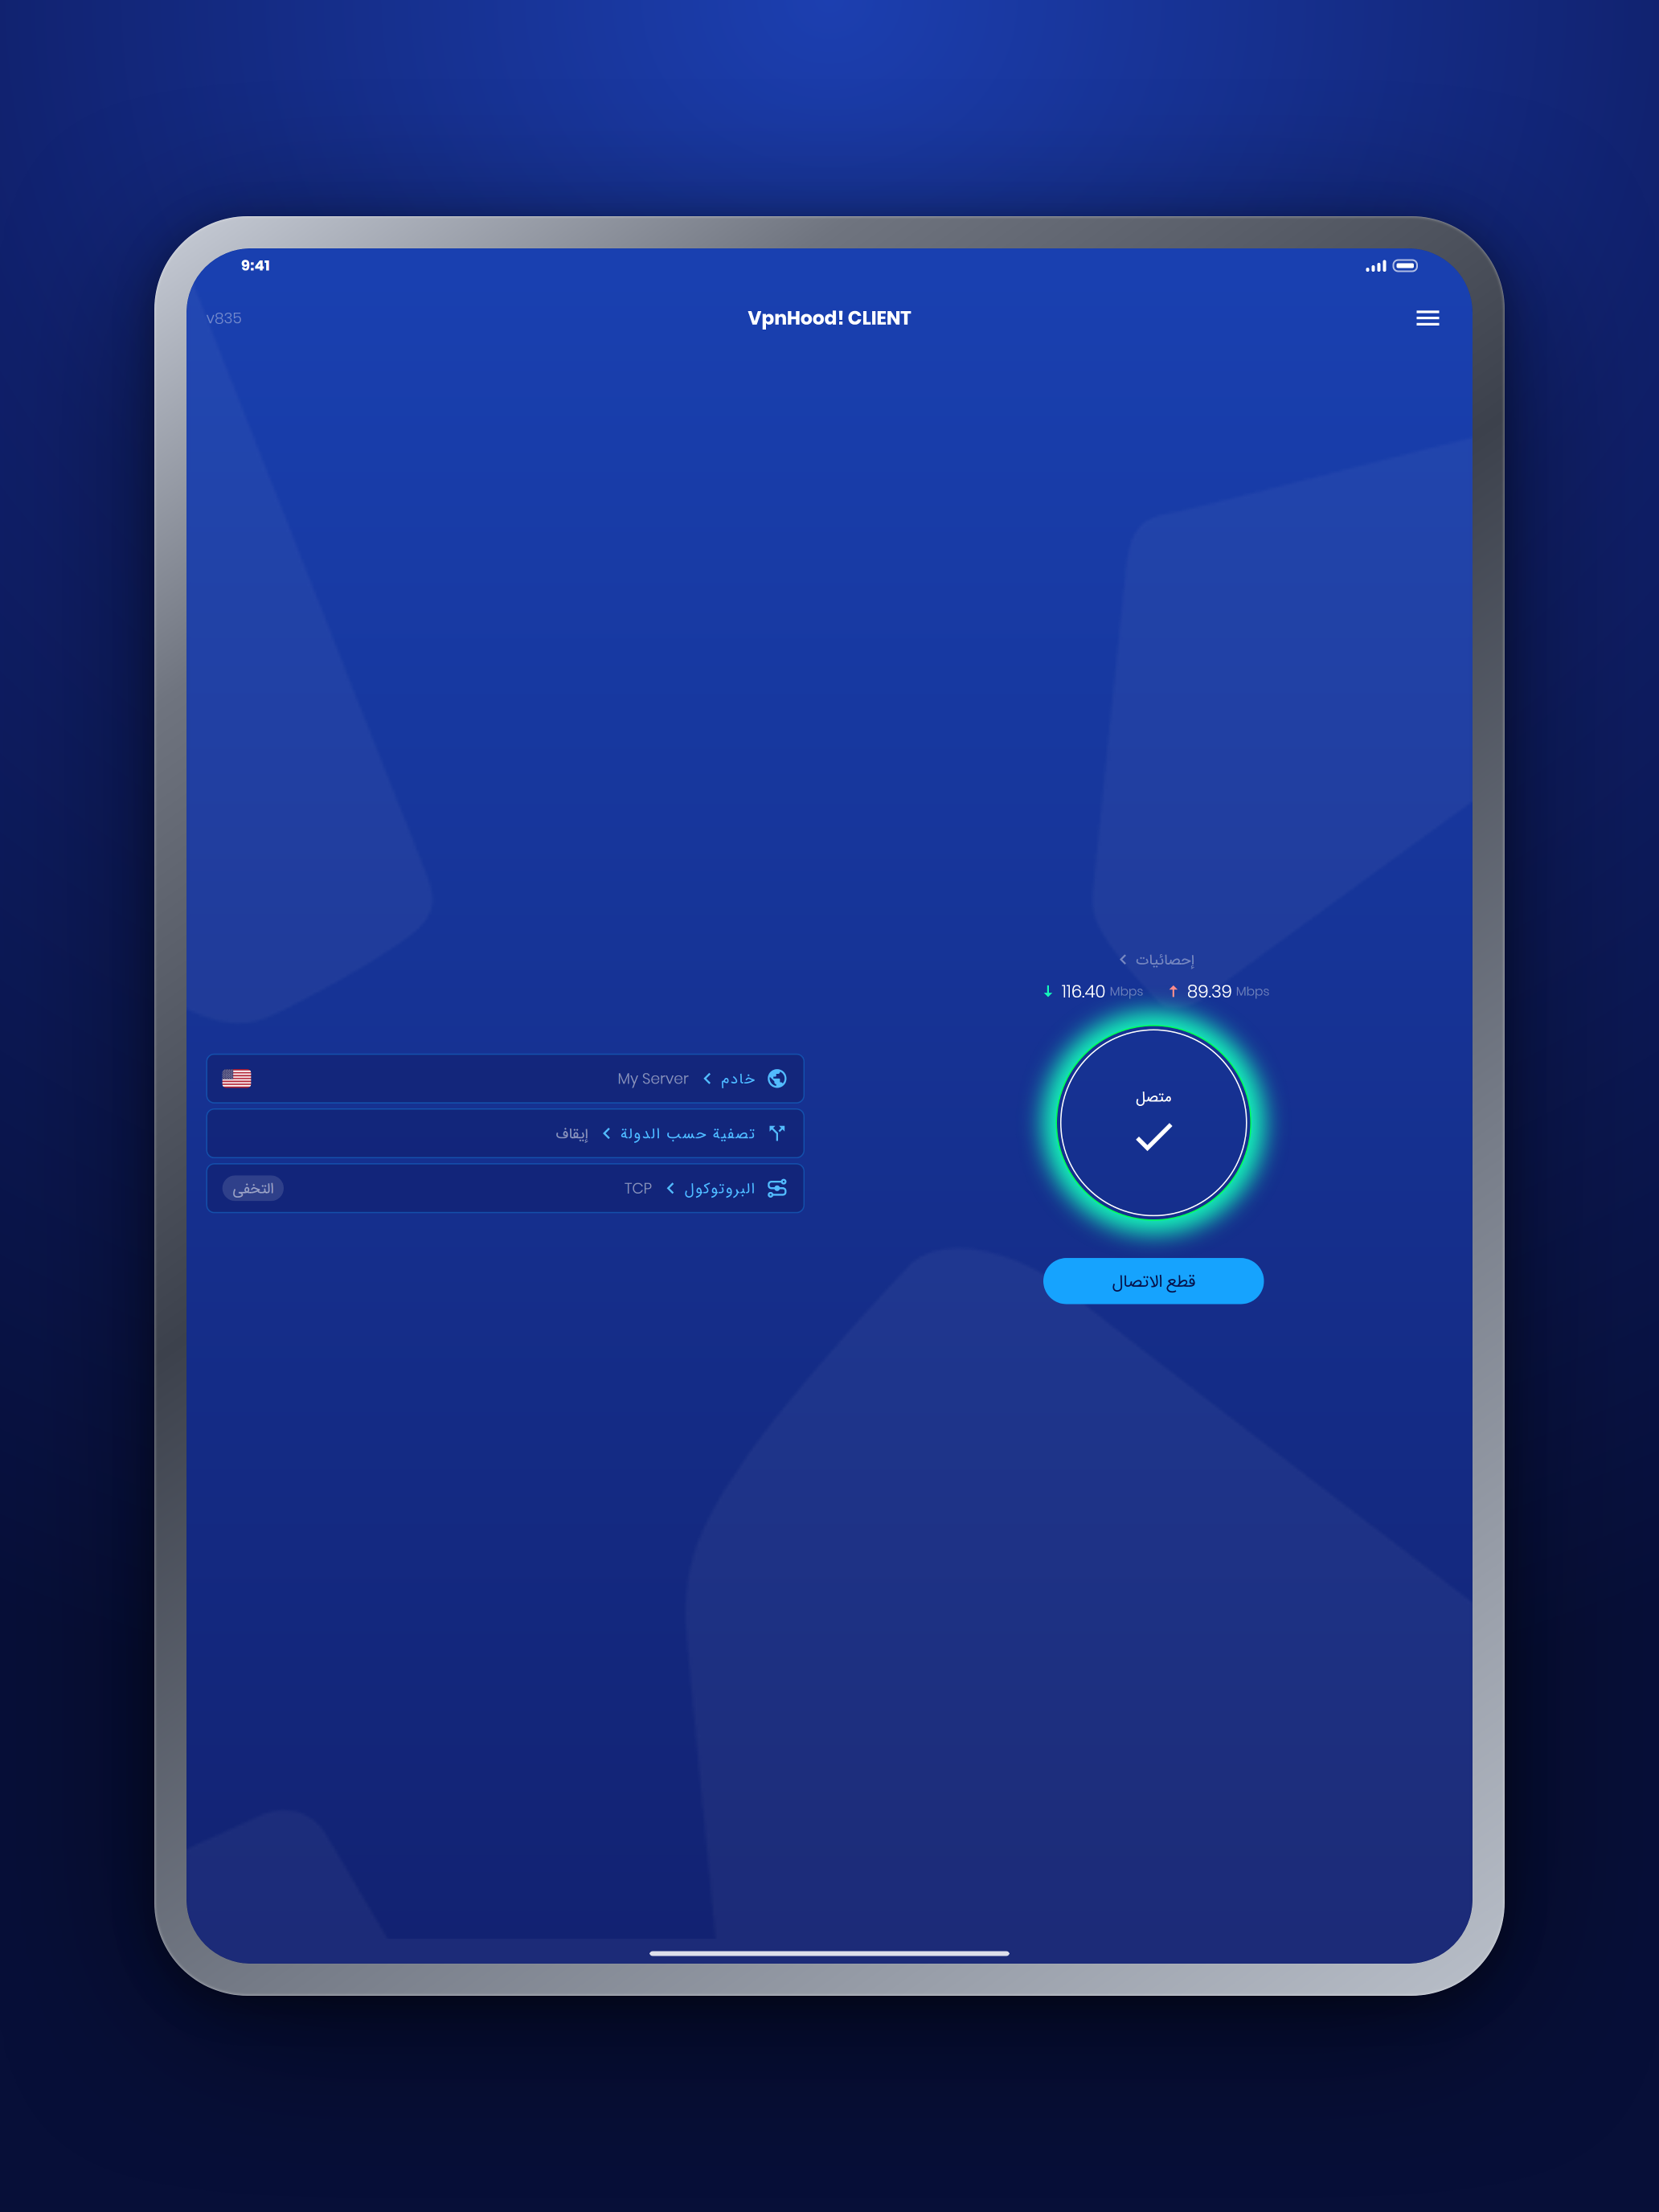 9:41
v835
VpnHood! CLIENT
إحصائيات
116.40 Mbps 89.39 Mbps
متصل
قطع الاتصال
خادم My Server
تصفية حسب الدولة إيقاف
البروتوكول TCP التخفي